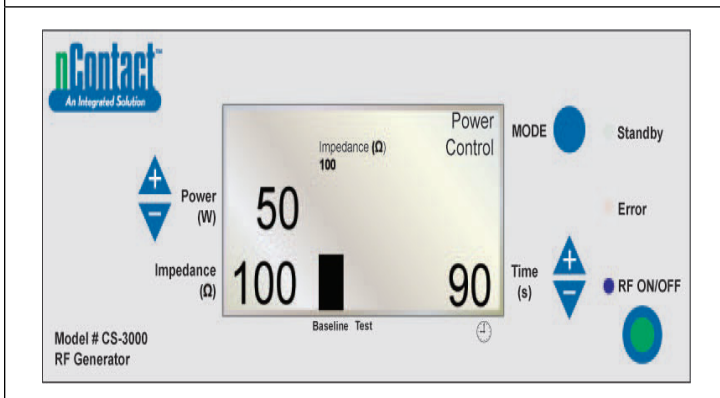 nContact™
An Integrated Solution
Power
Control
Impedance (Ω)
100
MODE
Standby
+
−
Power
(W)
50
Error
Impedance
(Ω)
100
90
Time
(s)
+
−
RF ON/OFF
Baseline Test
Model # CS-3000
RF Generator